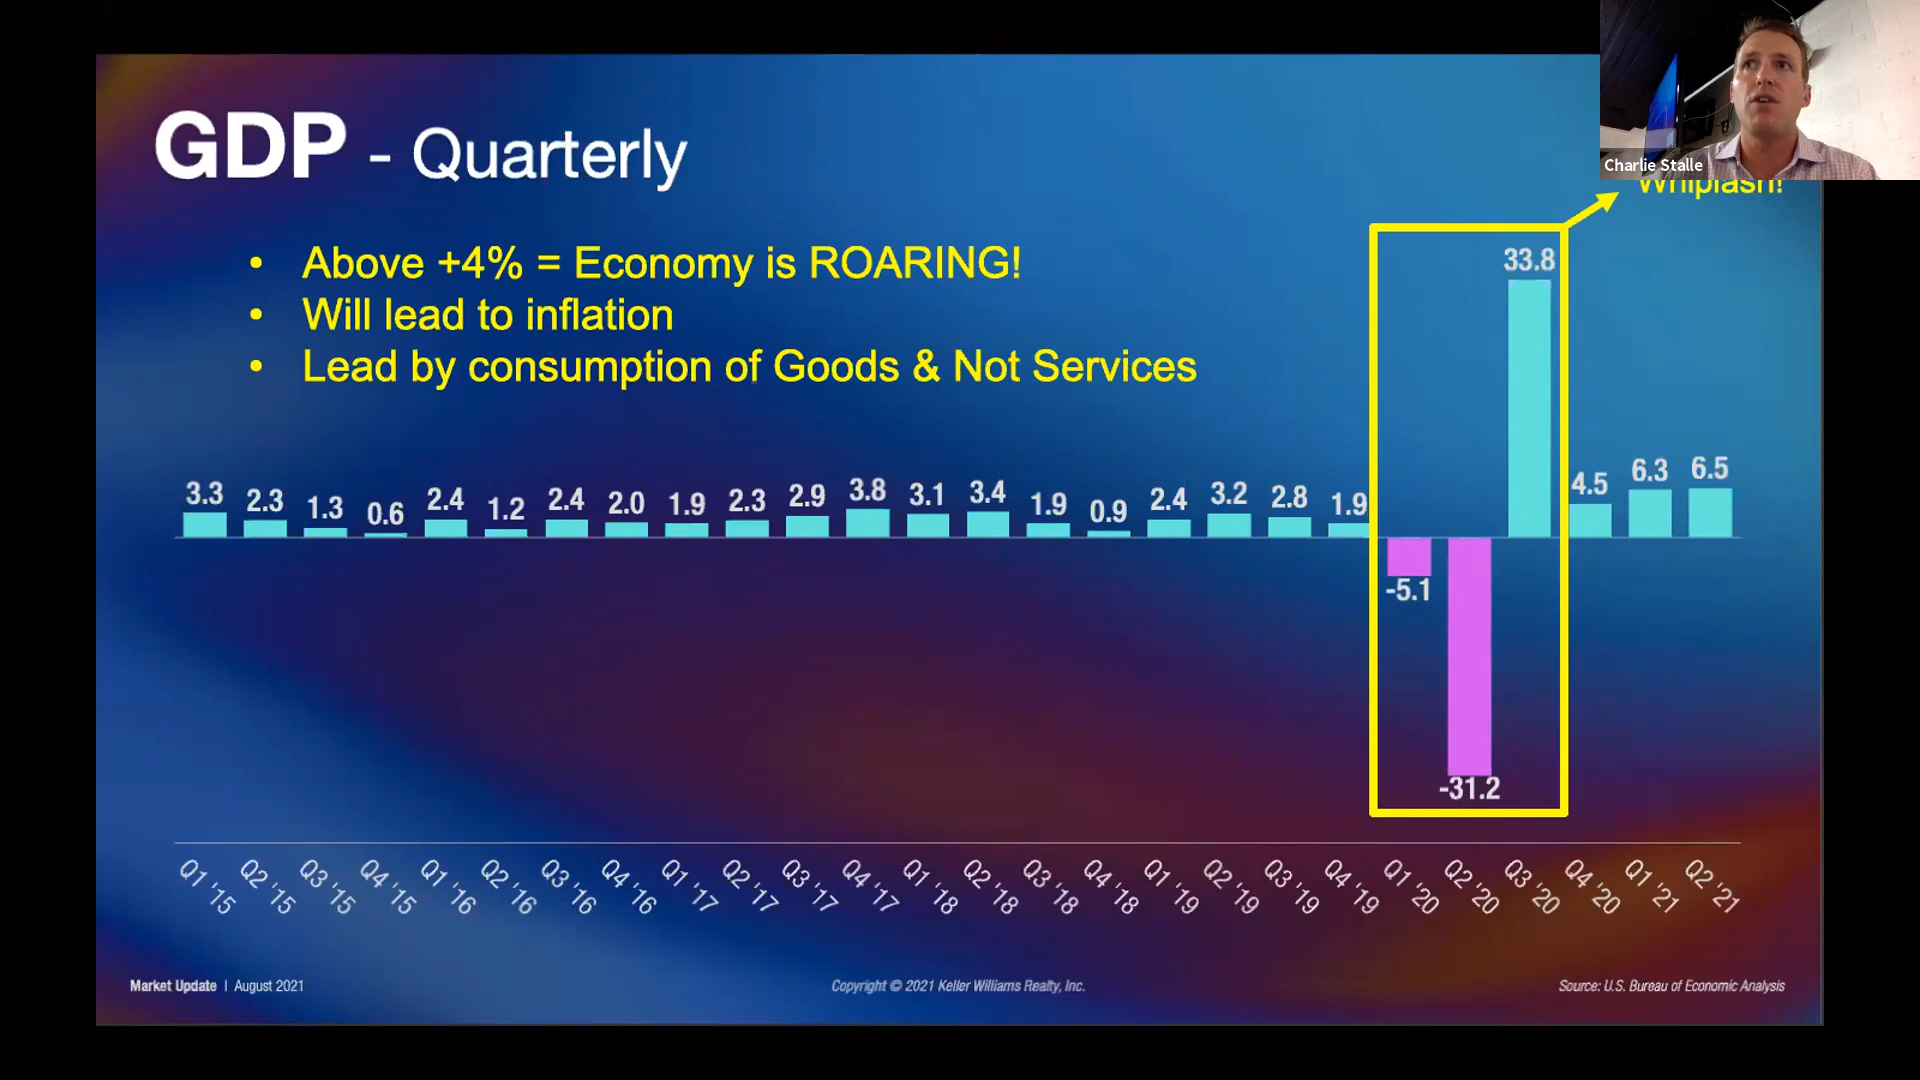 Charlie Stalle
Whiplash!
GDP - Quarterly
• Above +4% = Economy is ROARING!
• Will lead to inflation
• Lead by consumption of Goods & Not Services
3.3 2.3 1.3 0.6 2.4 1.2 2.4 2.0 1.9 2.3 2.9 3.8 3.1 3.4 1.9 0.9 2.4 3.2 2.8 1.9 -5.1 -31.2 33.8 4.5 6.3 6.5
Q1 '15 Q2 '15 Q3 '15 Q4 '15 Q1 '16 Q2 '16 Q3 '16 Q4 '16 Q1 '17 Q2 '17 Q3 '17 Q4 '17 Q1 '18 Q2 '18 Q3 '18 Q4 '18 Q1 '19 Q2 '19 Q3 '19 Q4 '19 Q1 '20 Q2 '20 Q3 '20 Q4 '20 Q1 '21 Q2 '21
Market Update | August 2021
Copyright © 2021 Keller Williams Realty, Inc.
Source: U.S. Bureau of Economic Analysis